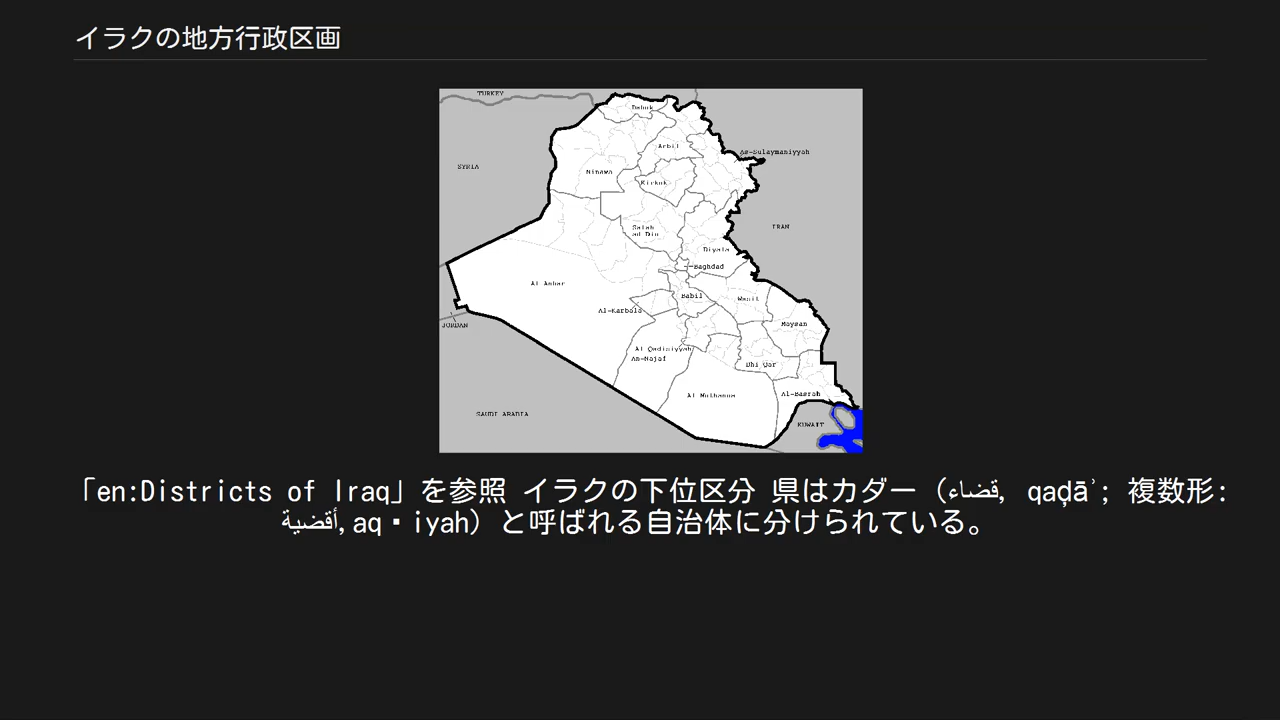 イラクの地方行政区画
TURKEY
Dahuk
Arbil
As-Sulaymaniyyah
SYRIA
Ninawa
Kirkuk
IRAN
Salah
ad Din
Diyala
Baghdad
Al Anbar
Babil
Wasit
Al-Karbala
Maysan
JORDAN
Al Qadisiyyah
An-Najaf
Dhi Qar
Al Muthanna
Al-Basrah
SAUDI ARABIA
KUWAIT
「en:Districts of Iraq」を参照 イラクの下位区分 県はカダー（قضاء, qaḍāʾ; 複数形:
أقضية,aq▪iyah）と呼ばれる自治体に分けられている。